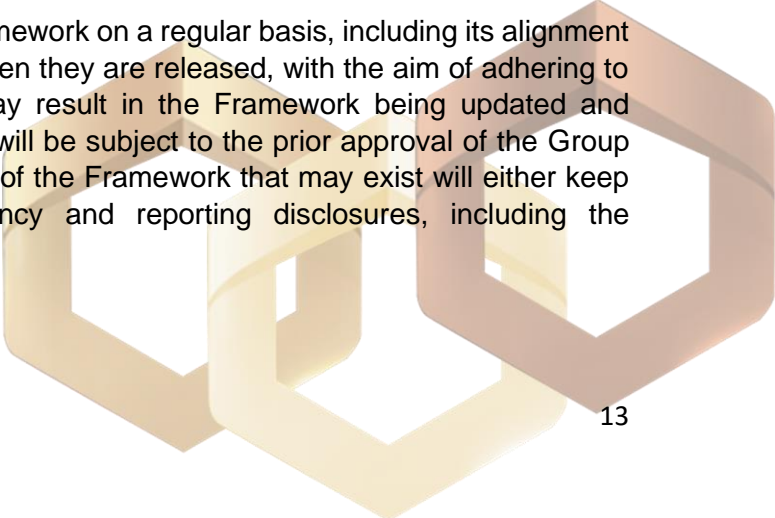 mework on a regular basis, including its alignment
en they are released, with the aim of adhering to
ay result in the Framework being updated and
will be subject to the prior approval of the Group
of the Framework that may exist will either keep
ncy and reporting disclosures, including the
13